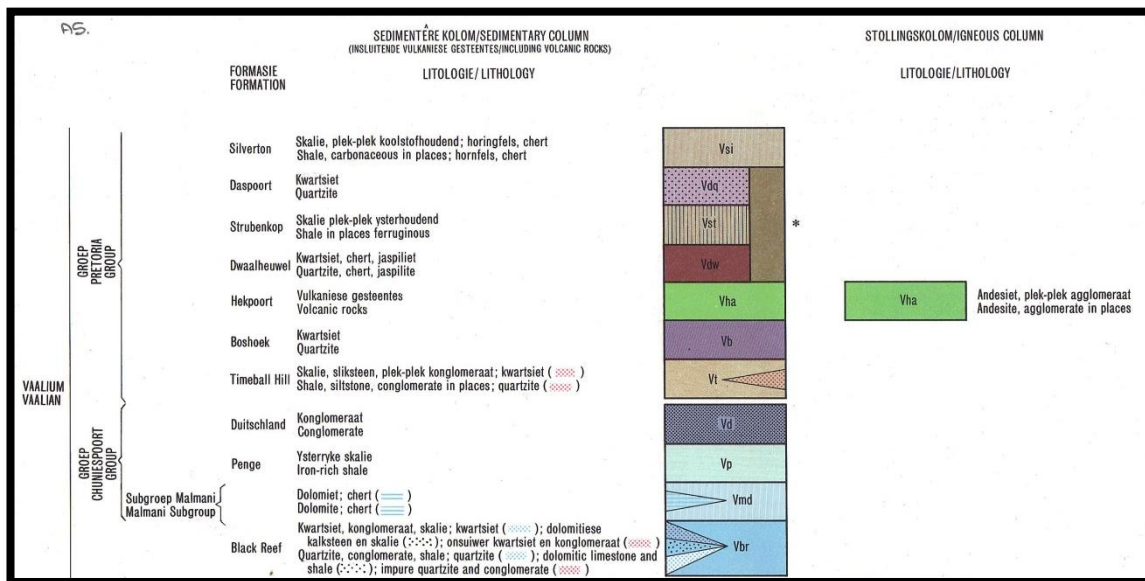 A5.
SEDIMENTÊRE KOLOM/SEDIMENTARY COLUMN
(INSLUITENDE VULKANIESE GESTEENTES/INCLUDING VOLCANIC ROCKS)
STOLLINGSKOLOM/IGNEOUS COLUMN
FORMASIE
FORMATION
LITOLOGIE/ LITHOLOGY
LITOLOGIE/ LITHOLOGY
VAALIUM
VAALIAN
GROEP
PRETORIA
GROUP
Silverton
Skalie, plek-plek koolstofhoudend; horingfels, chert
Shale, carbonaceous in places; hornfels, chert
Vsi
Daspoort
Kwartsiet
Quartzite
Vdq
Strubenkop
Skalie plek-plek ysterhoudend
Shale in places ferruginous
Vst
*
Dwaalheuwel
Kwartsiet, chert, jaspiliet
Quartzite, chert, jaspilite
Vdw
Hekpoort
Vulkaniese gesteentes
Volcanic rocks
Vha
Vha
Andesiet, plek-plek agglomeraat
Andesite, agglomerate in places
Boshoek
Kwartsiet
Quartzite
Vb
Timeball Hill
Skalie, sliksteen, plek-plek konglomeraat; kwartsiet ( )
Shale, siltstone, conglomerate in places; quartzite ( )
Vt
GROEP
CHUNIESPOORT
GROUP
Duitschland
Konglomeraat
Conglomerate
Vd
Penge
Ysterryke skalie
Iron-rich shale
Vp
Subgroep Malmani
Malmani Subgroup
Dolomiet; chert ( )
Dolomite; chert ( )
Vmd
Black Reef
Kwartsiet, konglomeraat, skalie; kwartsiet ( ); dolomitiese
kalksteen en skalie ( ); onsuiwer kwartsiet en konglomeraat ( )
Quartzite, conglomerate, shale; quartzite ( ); dolomitic limestone and
shale ( ); impure quartzite and conglomerate ( )
Vbr